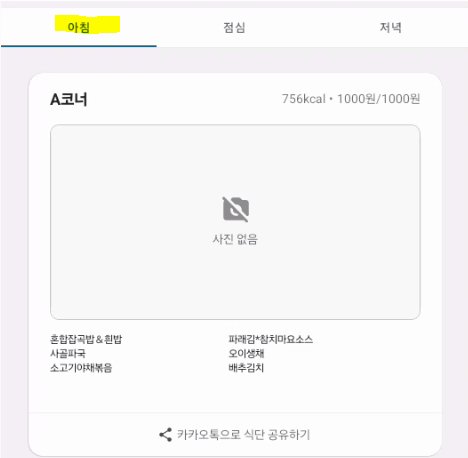 아침 점심 저녁
A코너 756kcal • 1000원/1000원
사진 없음
혼합잡곡밥&흰밥 파래김*참치마요소스
사골파국 오이생채
소고기야채볶음 배추김치
카카오톡으로 식단 공유하기